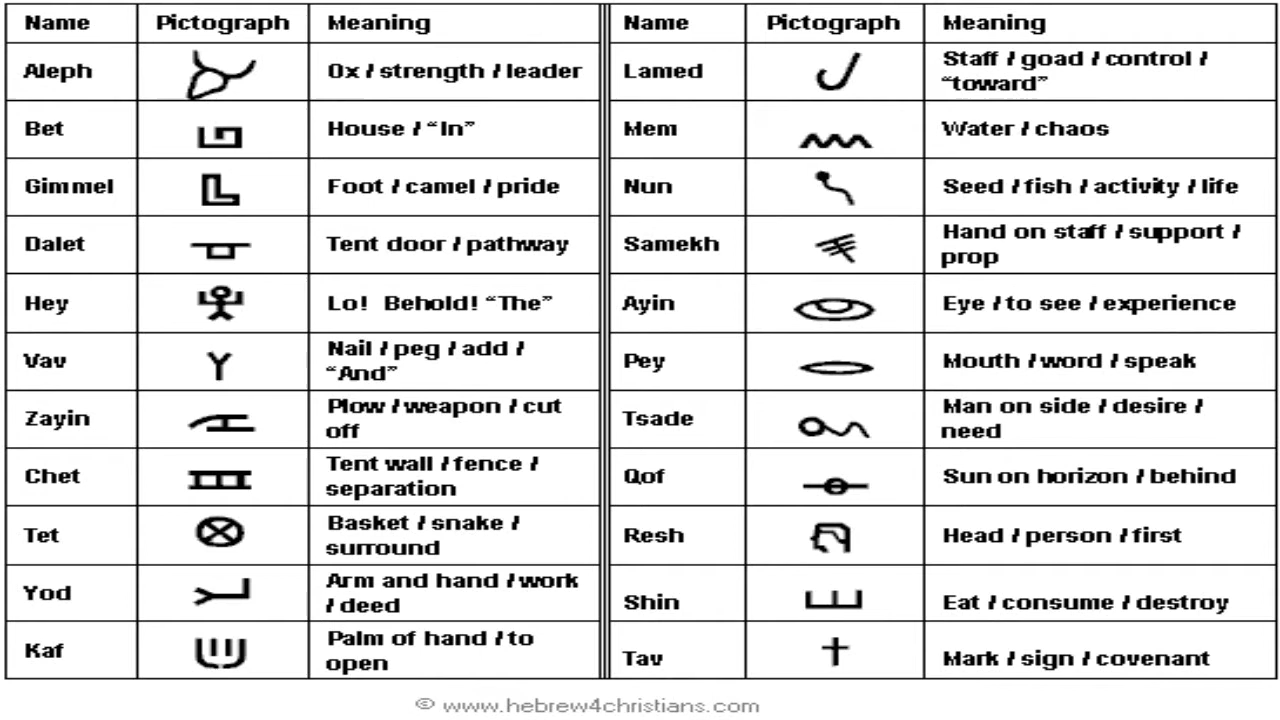 Name Pictograph Meaning Name Pictograph Meaning
Aleph Ox / strength / leader Lamed Staff / goad / control / "toward"
Bet House / "In" Mem Water / chaos
Gimmel Foot / camel / pride Nun Seed / fish / activity / life
Dalet Tent door / pathway Samekh Hand on staff / support / prop
Hey Lo! Behold! "The" Ayin Eye / to see / experience
Vav Nail / peg / add / "And" Pey Mouth / word / speak
Zayin Plow / weapon / cut off Tsade Man on side / desire / need
Chet Tent wall / fence / separation Qof Sun on horizon / behind
Tet Basket / snake / surround Resh Head / person / first
Yod Arm and hand / work / deed Shin Eat / consume / destroy
Kaf Palm of hand / to open Tav Mark / sign / covenant
© www.hebrew4christians.com